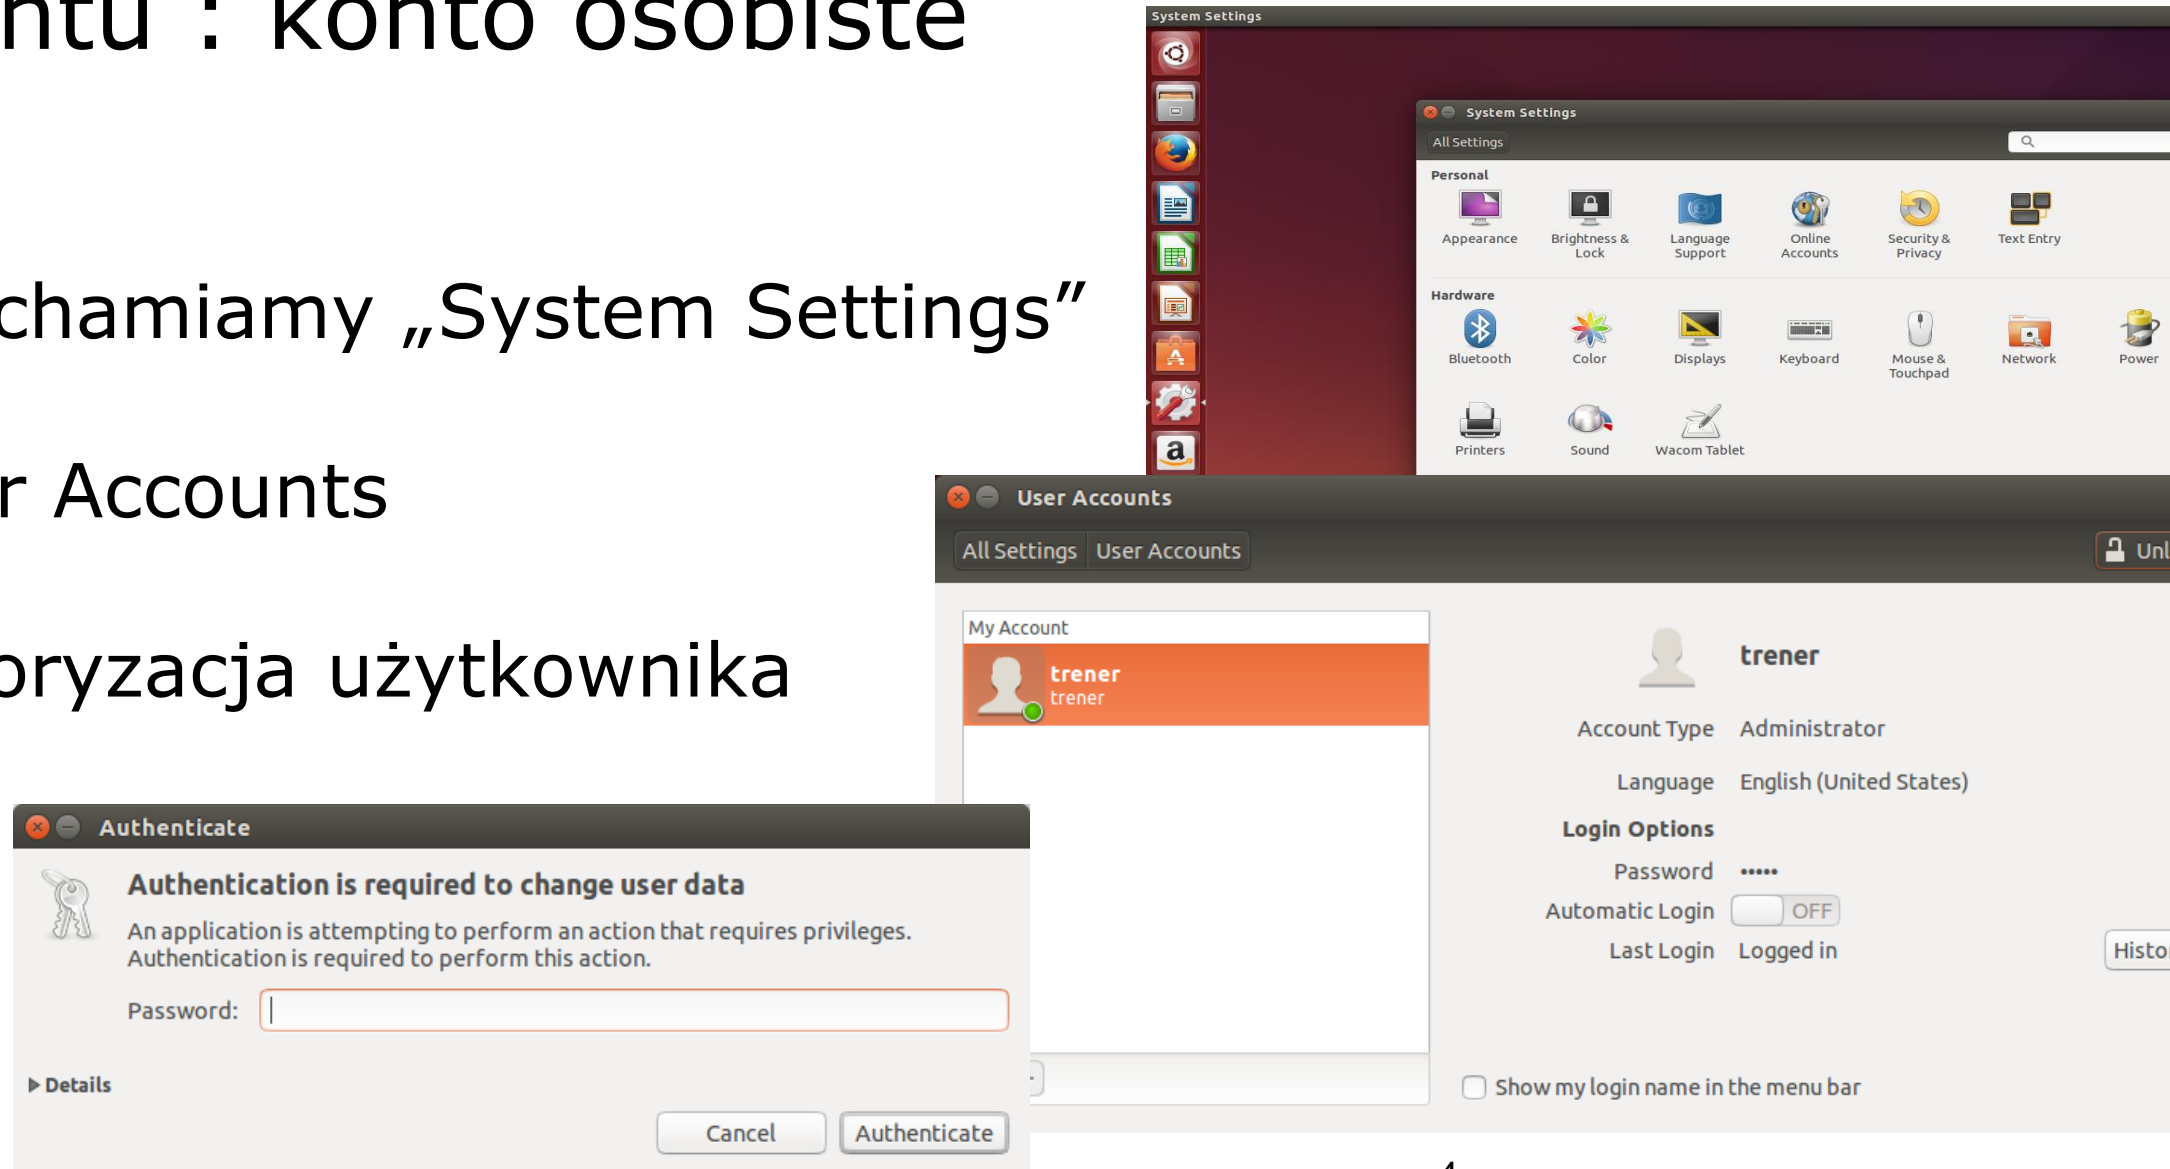 ntu : konto osobiste
chamiamy „System Settings”
r Accounts
oryzacja użytkownika
System Settings
System Settings
All Settings
Personal
Appearance
Brightness & Lock
Language Support
Online Accounts
Security & Privacy
Text Entry
Hardware
Bluetooth
Color
Displays
Keyboard
Mouse & Touchpad
Network
Power
Printers
Sound
Wacom Tablet
User Accounts
All Settings User Accounts
Unl
My Account
trener
trener
trener
Account Type Administrator
Language English (United States)
Login Options
Password •••••
Automatic Login OFF
Last Login Logged in
Histo
Show my login name in the menu bar
Authenticate
Authentication is required to change user data
An application is attempting to perform an action that requires privileges.
Authentication is required to perform this action.
Password:
Details
Cancel Authenticate